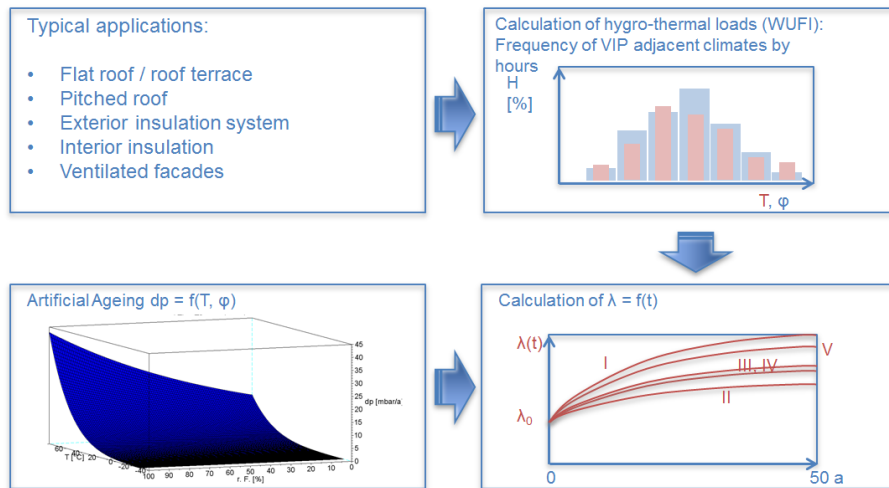 Typical applications:
• Flat roof / roof terrace
• Pitched roof
• Exterior insulation system
• Interior insulation
• Ventilated facades
Calculation of hygro-thermal loads (WUFI):
Frequency of VIP adjacent climates by
hours
H
[%]
T, φ
Artificial Ageing dp = f(T, φ)
45
40
35
30
25
20
15
10
5
0
dp [mbar/a]
60
40
20
0
-20
-40
T [°C]
100
90
80
70
60
50
40
30
20
10
0
r. F. [%]
Calculation of λ = f(t)
λ(t)
I
V
III, IV
II
λ0
0
50 a